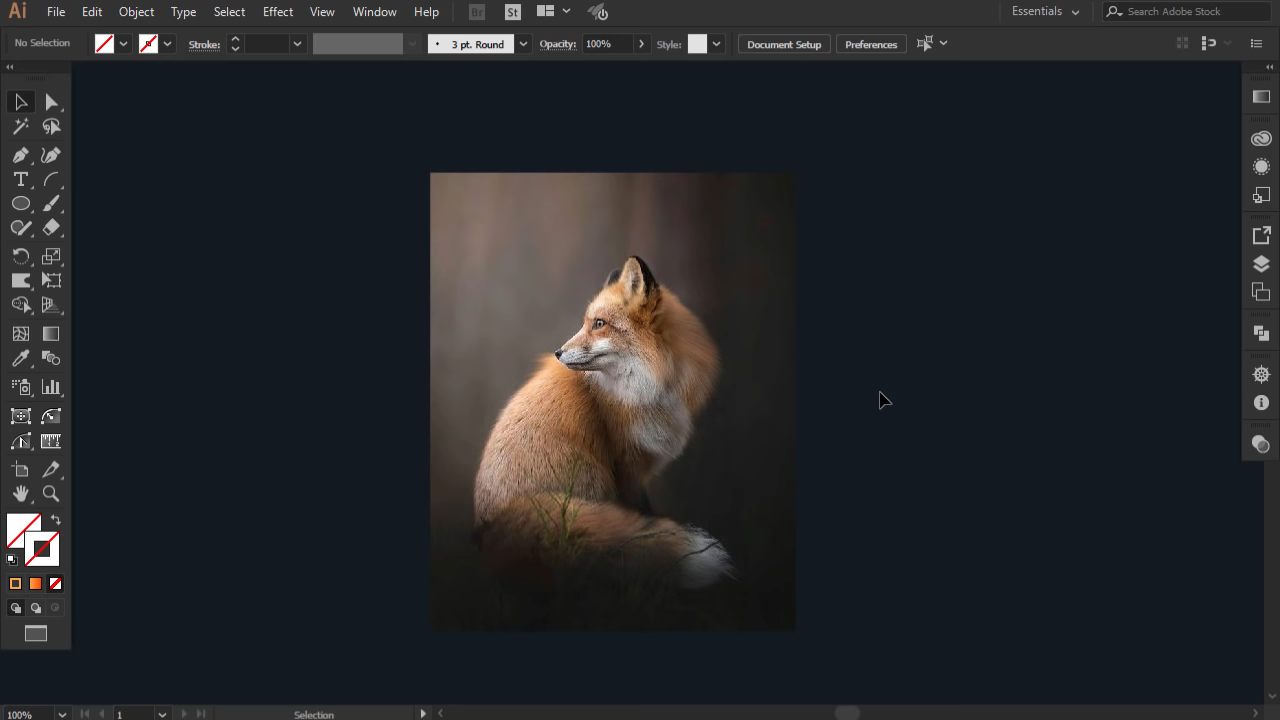 Ai File Edit Object Type Select Effect View Window Help Br St Essentials Search Adobe Stock
No Selection Stroke: 3 pt. Round Opacity: 100% Style: Document Setup Preferences
100% 1 Selection